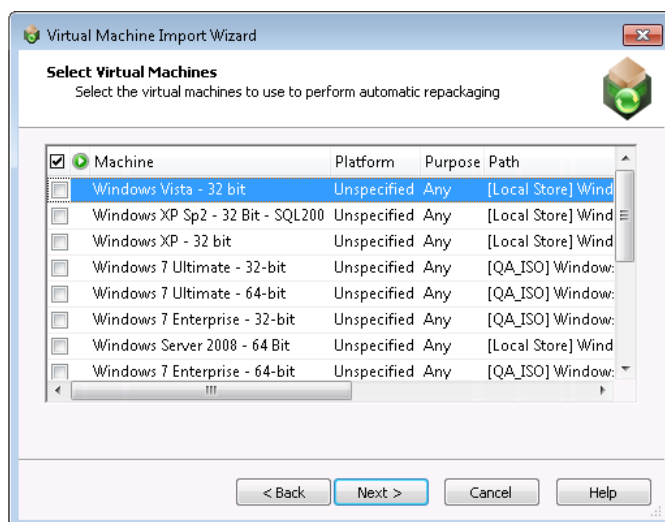 Virtual Machine Import Wizard
Select Virtual Machines
Select the virtual machines to use to perform automatic repackaging
Machine Platform Purpose Path
Windows Vista - 32 bit Unspecified Any [Local Store] Wind
Windows XP Sp2 - 32 Bit - SQL200 Unspecified Any [Local Store] Wind
Windows XP - 32 bit Unspecified Any [Local Store] Wind
Windows 7 Ultimate - 32-bit Unspecified Any [QA_ISO] Window:
Windows 7 Ultimate - 64-bit Unspecified Any [QA_ISO] Window:
Windows 7 Enterprise - 32-bit Unspecified Any [QA_ISO] Window:
Windows Server 2008 - 64 Bit Unspecified Any [Local Store] Wind
Windows 7 Enterprise - 64-bit Unspecified Any [QA_ISO] Window:
< Back Next > Cancel Help